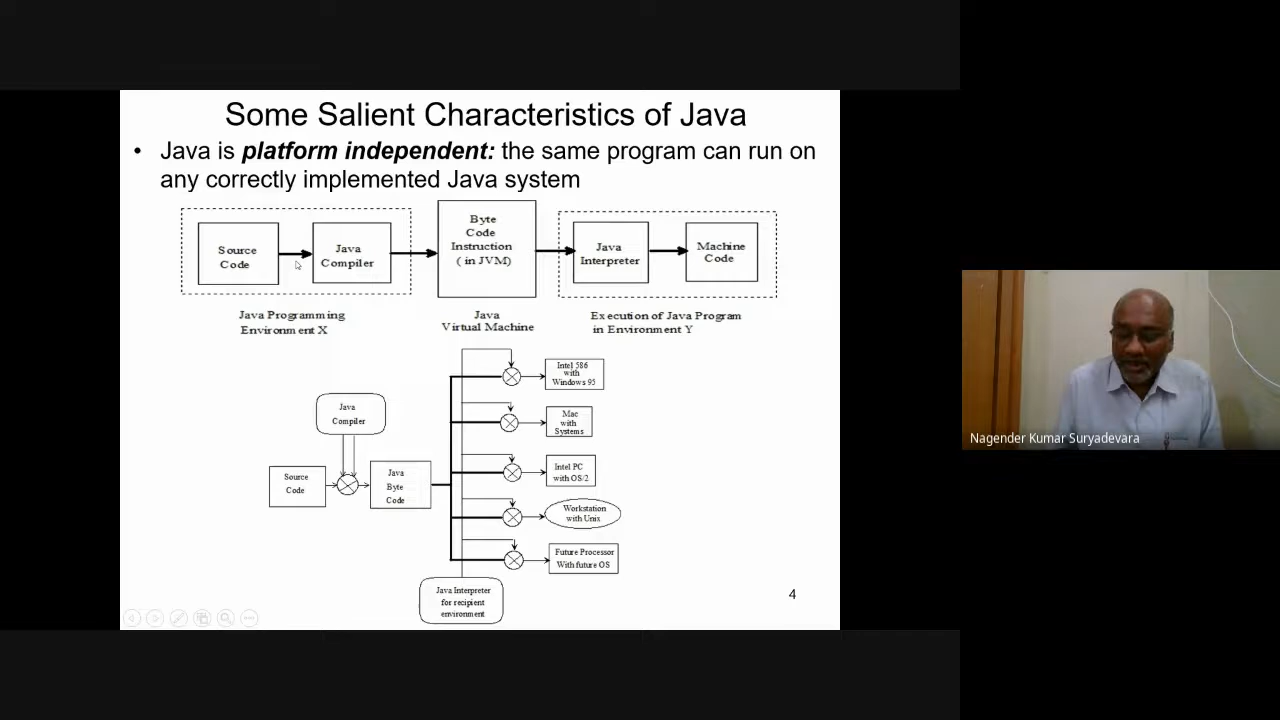 Some Salient Characteristics of Java
• Java is platform independent: the same program can run on
any correctly implemented Java system
Source
Code
Java
Compiler
Byte
Code
Instruction
( in JVM)
Java
Interpreter
Machine
Code
Java Programming
Environment X
Java
Virtual Machine
Execution of Java Program
in Environment Y
Java
Compiler
Source
Code
Java
Byte
Code
Intel 586
with
Windows 95
Mac
with
Systems
Intel PC
with OS/2
Workstation
with Unix
Future Processor
With future OS
Java Interpreter
for recipient
environment
4
Nagender Kumar Suryadevara